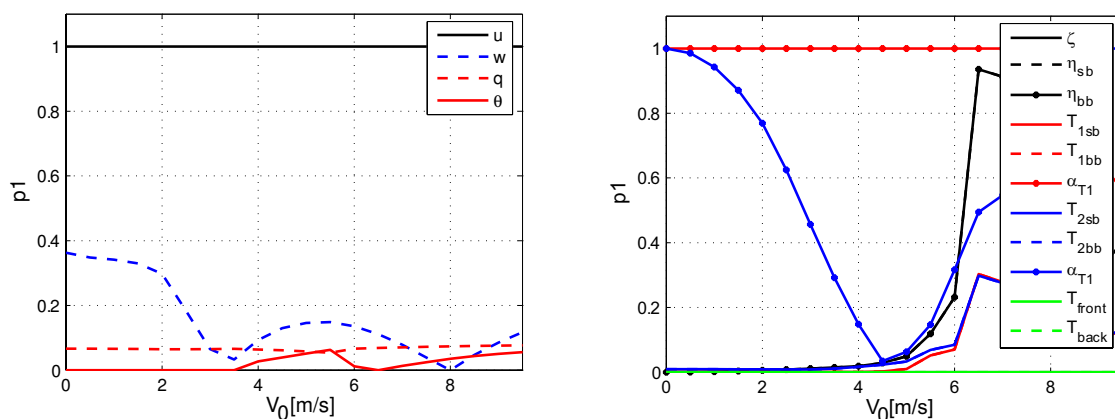 1
0.8
0.6
0.4
0.2
0
0 2 4 6 8
p1
V0[m/s]
u
w
q
θ
1
0.8
0.6
0.4
0.2
0
0 2 4 6 8
p1
V0[m/s]
ζ
ηsb
ηbb
T1sb
T1bb
αT1
T2sb
T2bb
αT1
Tfront
Tback